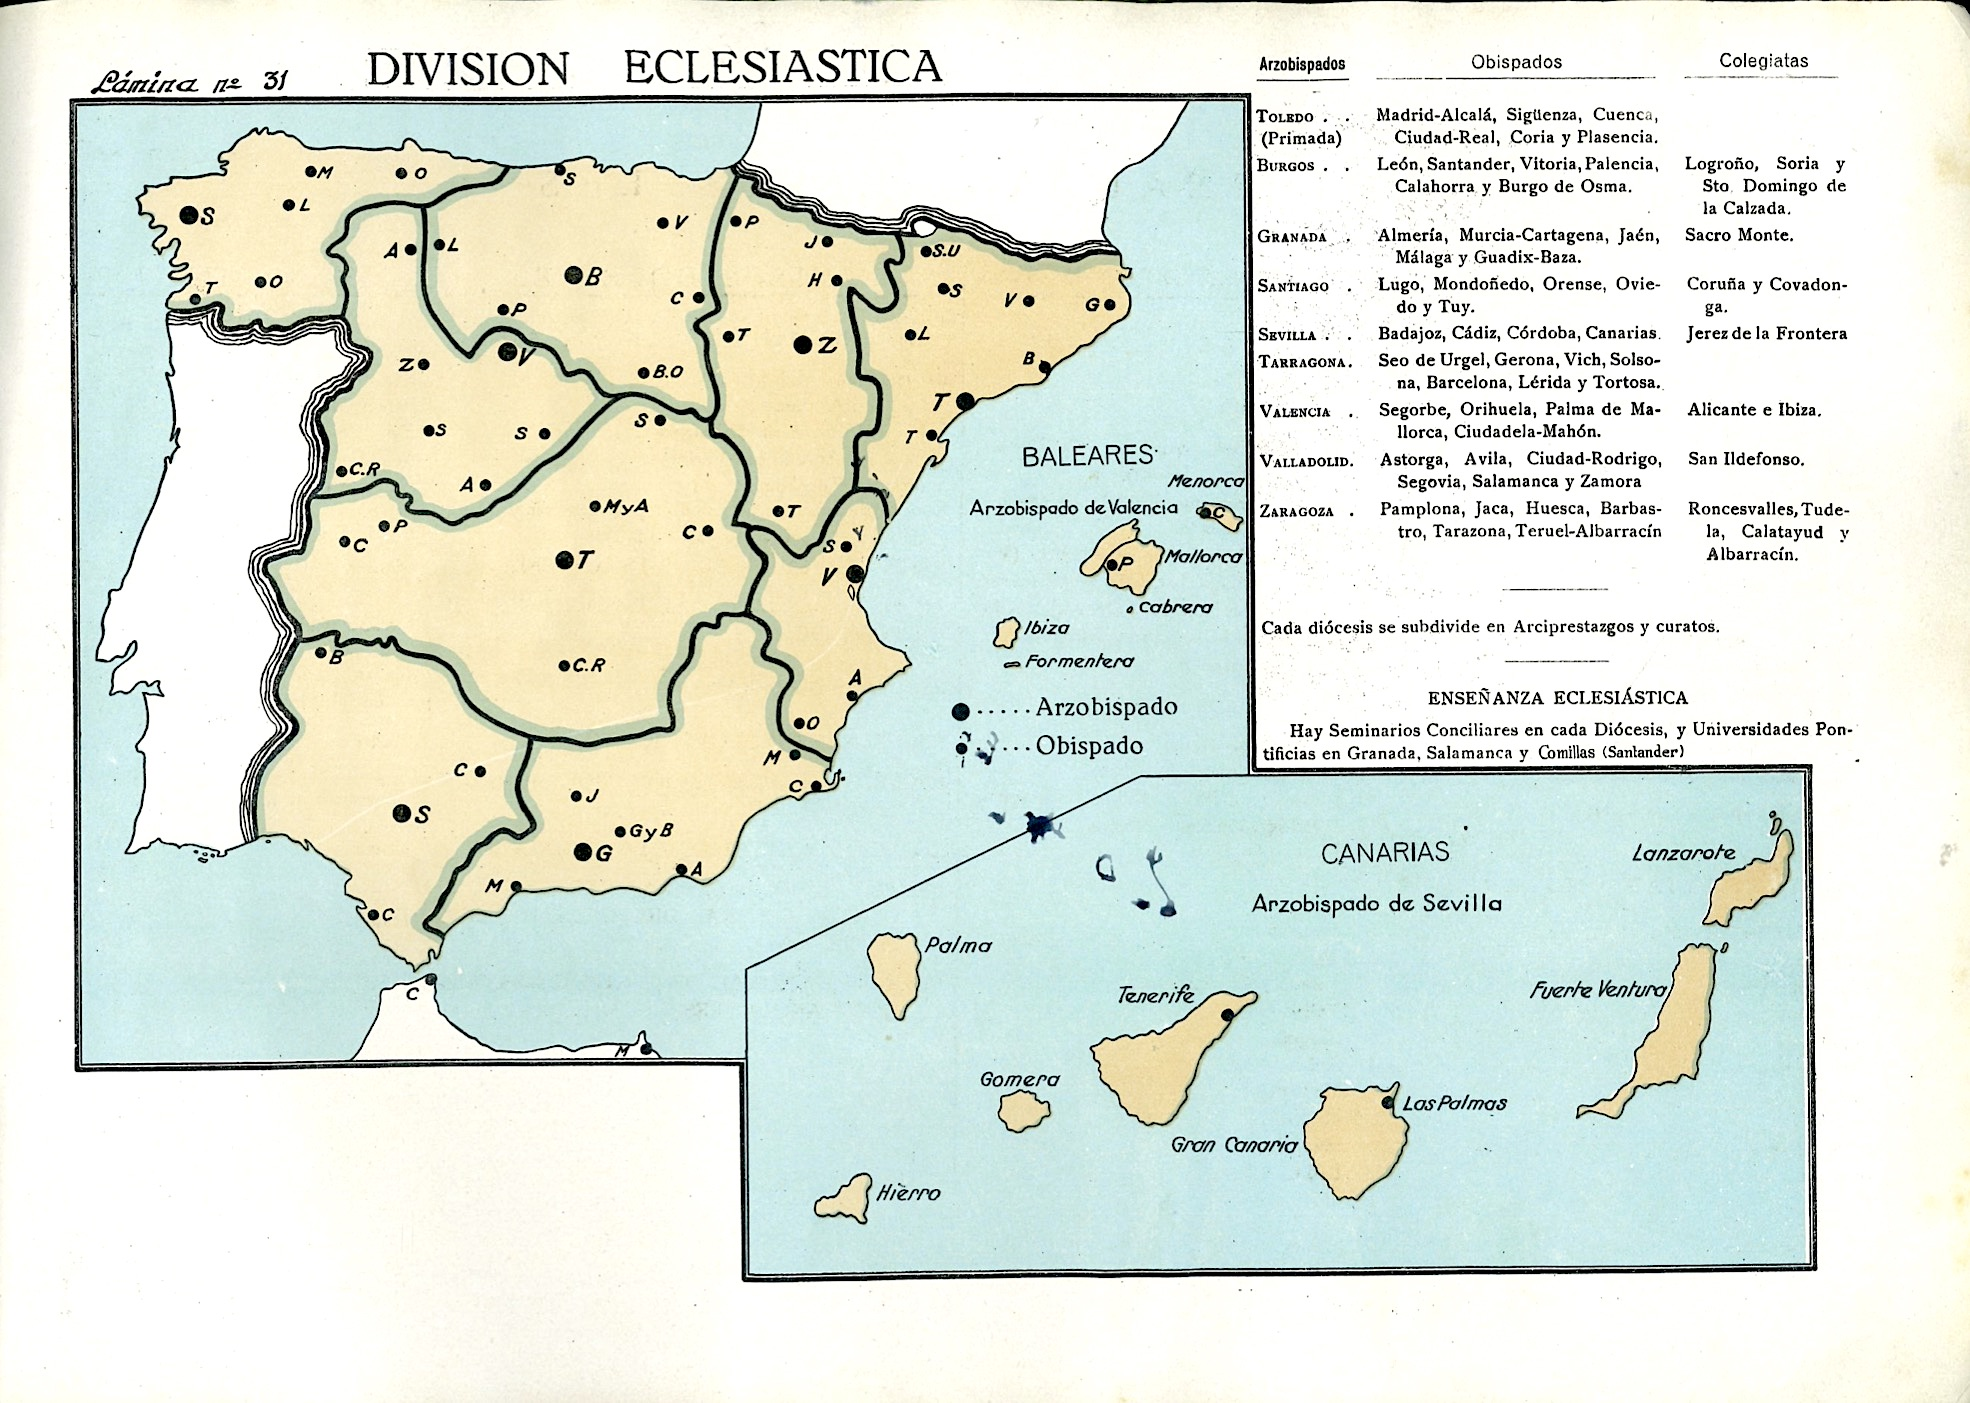 Lámina nº 31
DIVISION ECLESIASTICA
M
O
S
L
T
O
S
V
A
L
B
P
C
P
J
H
S.U
S
V
G
L
B
T
Z
V
Z
B.O
T
T
S
S
S
C.R
A
P
C
MyA
T
C
T
S
V
B
C.R
A
O
M
C
C
S
J
GyB
G
A
M
C
C
M
BALEARES
Menorca
Arzobispado de Valencia
C
Mallorca
P
Cabrera
Ibiza
Formentera
..... Arzobispado
..... Obispado
CANARIAS
Arzobispado de Sevilla
Lanzarote
Palma
Tenerife
Fuerte Ventura
Gomera
Las Palmas
Gran Canaria
Hierro
Arzobispados Obispados Colegiatas
TOLEDO . . Madrid-Alcalá, Sigüenza, Cuenca,
(Primada) Ciudad-Real, Coria y Plasencia.
BURGOS . . León, Santander, Vitoria, Palencia, Logroño, Soria y
Calahorra y Burgo de Osma. Sto. Domingo de
la Calzada.
GRANADA . Almería, Murcia-Cartagena, Jaén, Sacro Monte.
Málaga y Guadix-Baza.
SANTIAGO . Lugo, Mondoñedo, Orense, Ovie- Coruña y Covadon-
do y Tuy. ga.
SEVILLA . . Badajoz, Cádiz, Córdoba, Canarias. Jerez de la Frontera
TARRAGONA. Seo de Urgel, Gerona, Vich, Solso-
na, Barcelona, Lérida y Tortosa.
VALENCIA . Segorbe, Orihuela, Palma de Ma- Alicante e Ibiza.
llorca, Ciudadela-Mahón.
VALLADOLID. Astorga, Avila, Ciudad-Rodrigo, San Ildefonso.
Segovia, Salamanca y Zamora
ZARAGOZA . Pamplona, Jaca, Huesca, Barbas- Roncesvalles, Tude-
tro, Tarazona, Teruel-Albarracín la, Calatayud y
Albarracín.
Cada diócesis se subdivide en Arciprestazgos y curatos.
ENSEÑANZA ECLESIÁSTICA
Hay Seminarios Conciliares en cada Diócesis, y Universidades Pon-
tificias en Granada, Salamanca y Comillas (Santander)